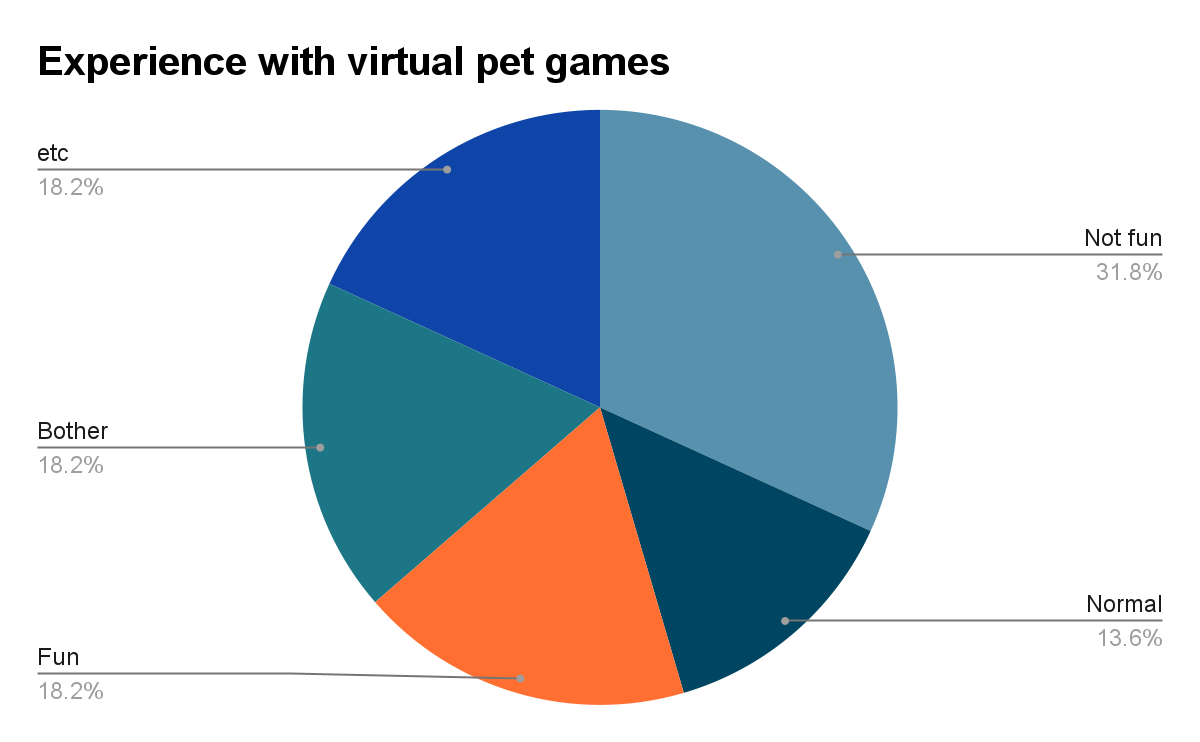 Experience with virtual pet games
etc
18.2%
Not fun
31.8%
Bother
18.2%
Normal
13.6%
Fun
18.2%